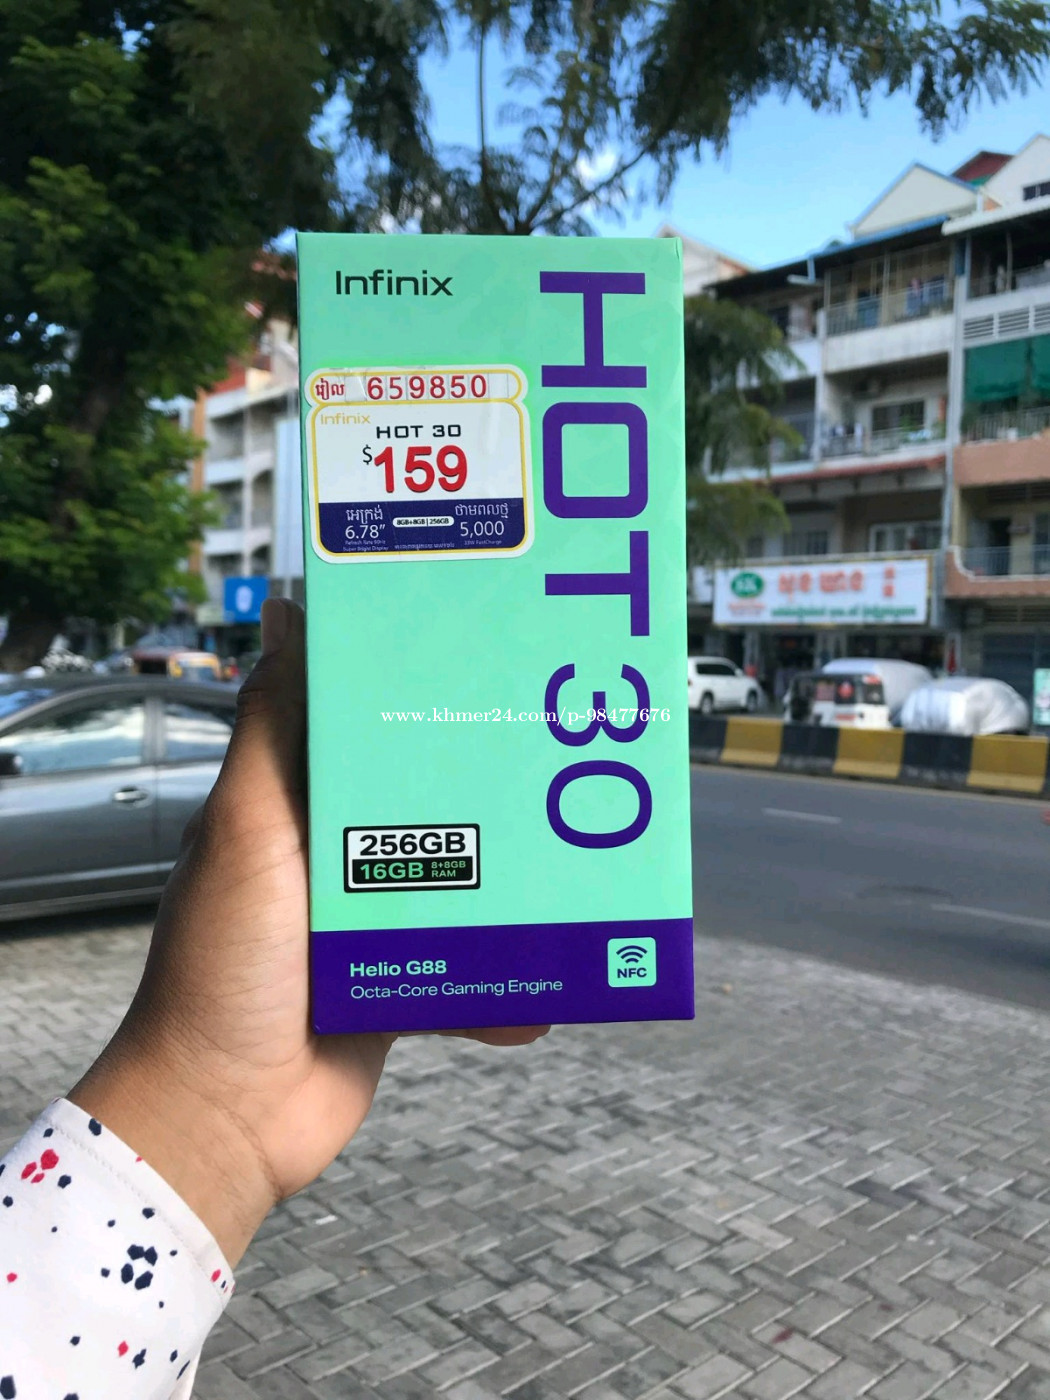 Infinix
HOT 30
រៀល 659850
Infinix
HOT 30
$159
អេក្រង់
6.78"
8GB+8GB | 256GB
ថាមពលថ្ម
5,000
www.khmer24.com/p-98477676
256GB
16GB 8+8GB RAM
Helio G88
Octa-Core Gaming Engine
NFC